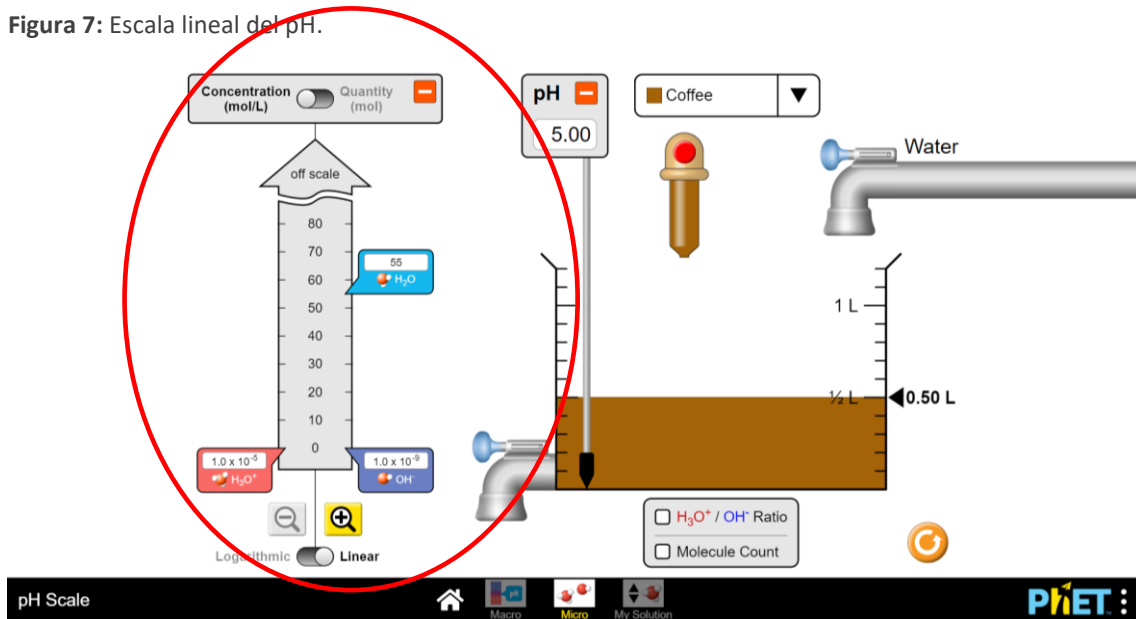 Figura 7: Escala lineal del pH.
Concentration (mol/L)
Quantity (mol)
off scale
80
70
60
50
40
30
20
10
0
55
H₂O
1.0 x 10⁻⁵
H₃O⁺
1.0 x 10⁻⁹
OH⁻
Logarithmic
Linear
pH
5.00
Coffee
Water
1 L
½ L
0.50 L
H₃O⁺ / OH⁻ Ratio
Molecule Count
pH Scale
pH
Macro
Micro
My Solution
PhET